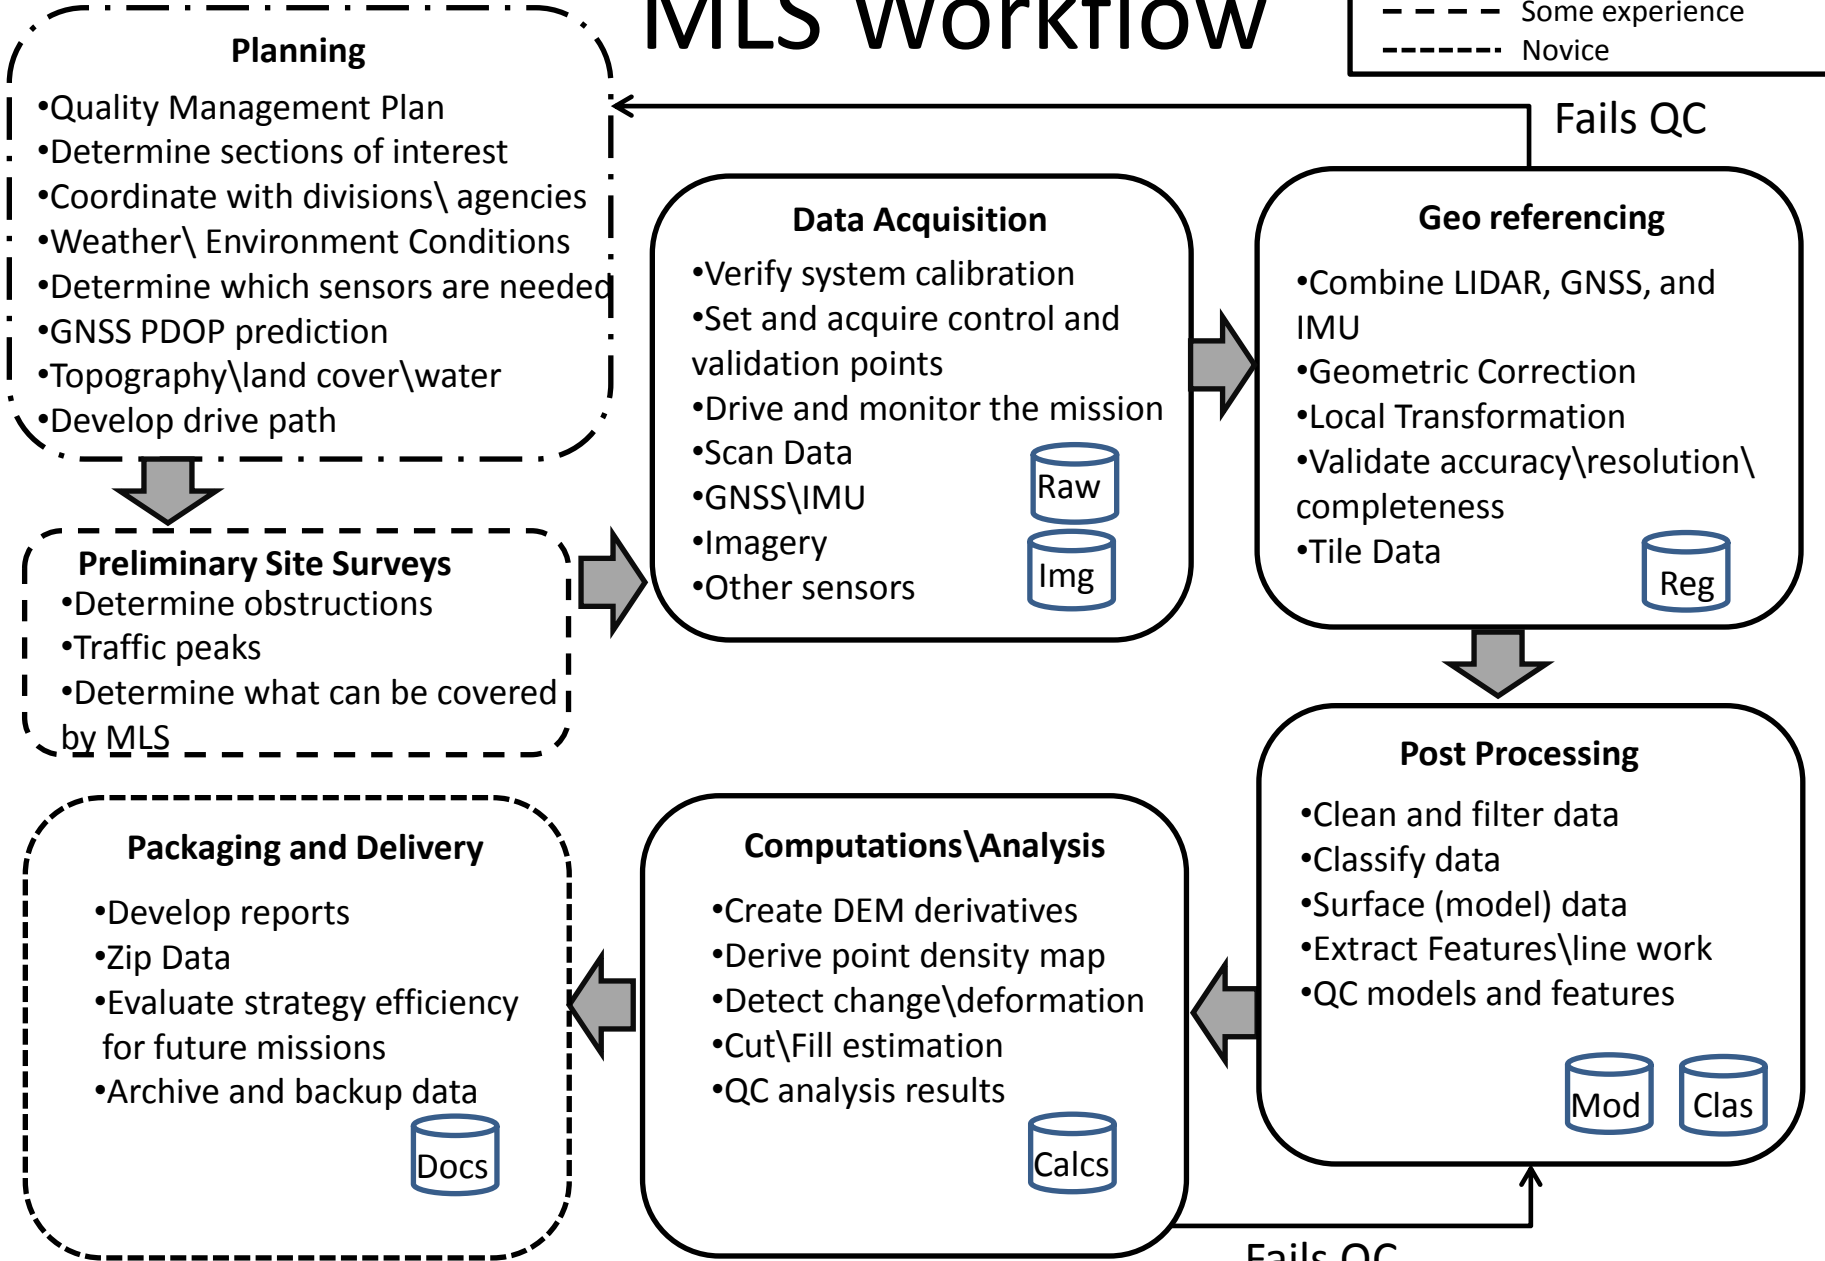 MLS Workflow
Some experience
Novice
Fails QC
Planning
•Quality Management Plan
•Determine sections of interest
•Coordinate with divisions\ agencies
•Weather\ Environment Conditions
•Determine which sensors are needed
•GNSS PDOP prediction
•Topography\land cover\water
•Develop drive path
Preliminary Site Surveys
•Determine obstructions
•Traffic peaks
•Determine what can be covered
by MLS
Data Acquisition
•Verify system calibration
•Set and acquire control and
validation points
•Drive and monitor the mission
•Scan Data
•GNSS\IMU
•Imagery
•Other sensors
Raw
Img
Geo referencing
•Combine LIDAR, GNSS, and
IMU
•Geometric Correction
•Local Transformation
•Validate accuracy\resolution\
completeness
•Tile Data
Reg
Post Processing
•Clean and filter data
•Classify data
•Surface (model) data
•Extract Features\line work
•QC models and features
Mod
Clas
Computations\Analysis
•Create DEM derivatives
•Derive point density map
•Detect change\deformation
•Cut\Fill estimation
•QC analysis results
Calcs
Fails QC
Packaging and Delivery
•Develop reports
•Zip Data
•Evaluate strategy efficiency
for future missions
•Archive and backup data
Docs